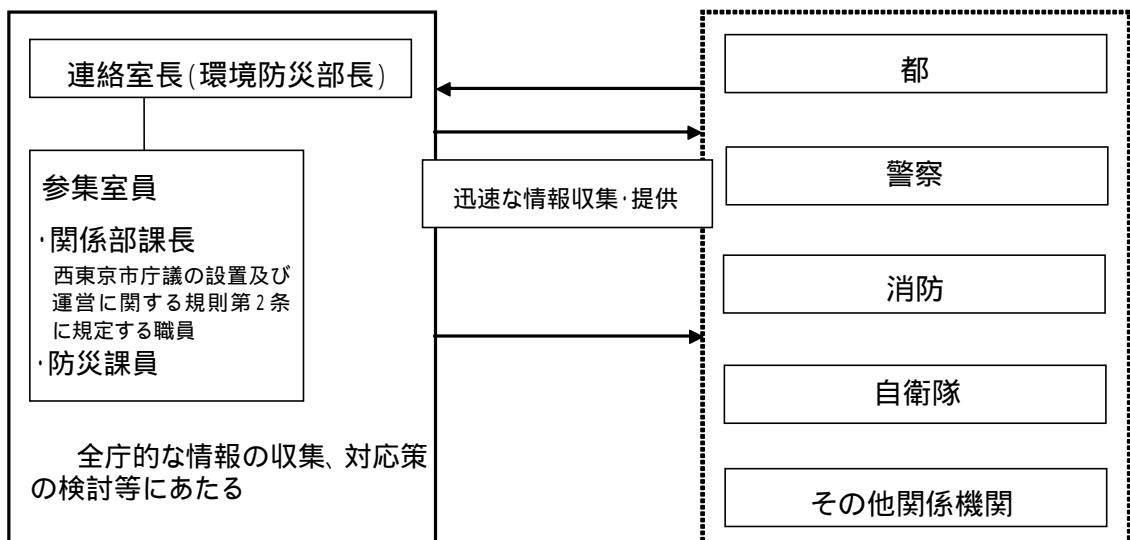 連絡室長(環境防災部長)
参集室員
・関係部課長
西東京市庁議の設置及び
運営に関する規則第2条
に規定する職員
・防災課員
全庁的な情報の収集、対応策
の検討等にあたる
迅速な情報収集・提供
都
警察
消防
自衛隊
その他関係機関